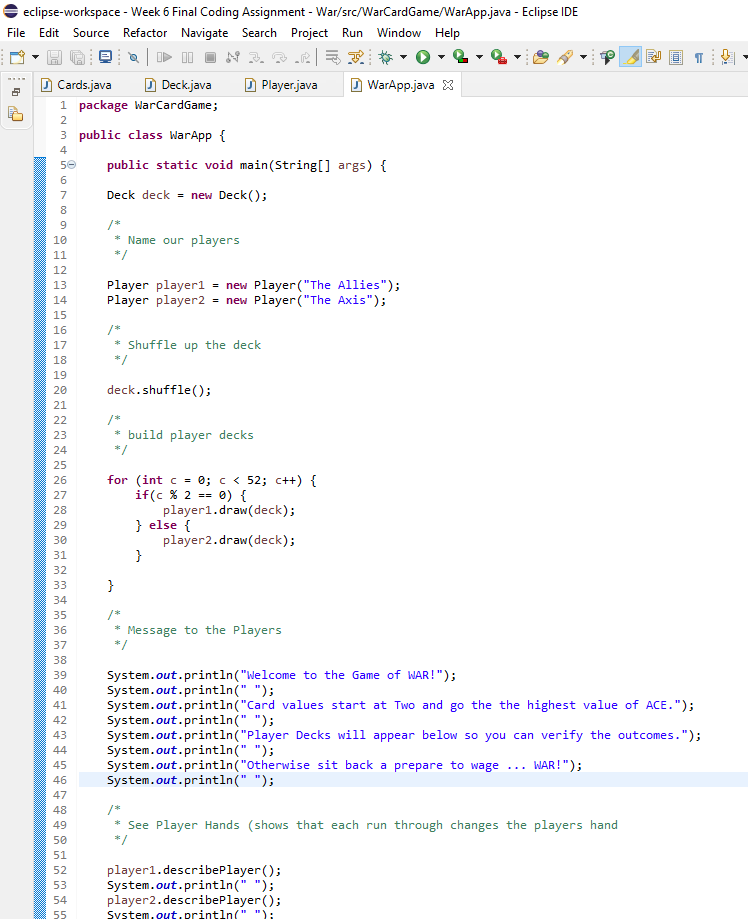 eclipse-workspace - Week 6 Final Coding Assignment - War/src/WarCardGame/WarApp.java - Eclipse IDE
File Edit Source Refactor Navigate Search Project Run Window Help
Cards.java Deck.java Player.java WarApp.java
1 package WarCardGame;
2
3 public class WarApp {
4
5 public static void main(String[] args) {
6
7 Deck deck = new Deck();
8
9 /*
10 * Name our players
11 */
12
13 Player player1 = new Player("The Allies");
14 Player player2 = new Player("The Axis");
15
16 /*
17 * Shuffle up the deck
18 */
19
20 deck.shuffle();
21
22 /*
23 * build player decks
24 */
25
26 for (int c = 0; c < 52; c++) {
27 if(c % 2 == 0) {
28 player1.draw(deck);
29 } else {
30 player2.draw(deck);
31 }
32
33 }
34
35 /*
36 * Message to the Players
37 */
38
39 System.out.println("Welcome to the Game of WAR!");
40 System.out.println(" ");
41 System.out.println("Card values start at Two and go the the highest value of ACE.");
42 System.out.println(" ");
43 System.out.println("Player Decks will appear below so you can verify the outcomes.");
44 System.out.println(" ");
45 System.out.println("Otherwise sit back a prepare to wage ... WAR!");
46 System.out.println(" ");
47
48 /*
49 * See Player Hands (shows that each run through changes the players hand
50 */
51
52 player1.describePlayer();
53 System.out.println(" ");
54 player2.describePlayer();
55 System.out.println(" ");